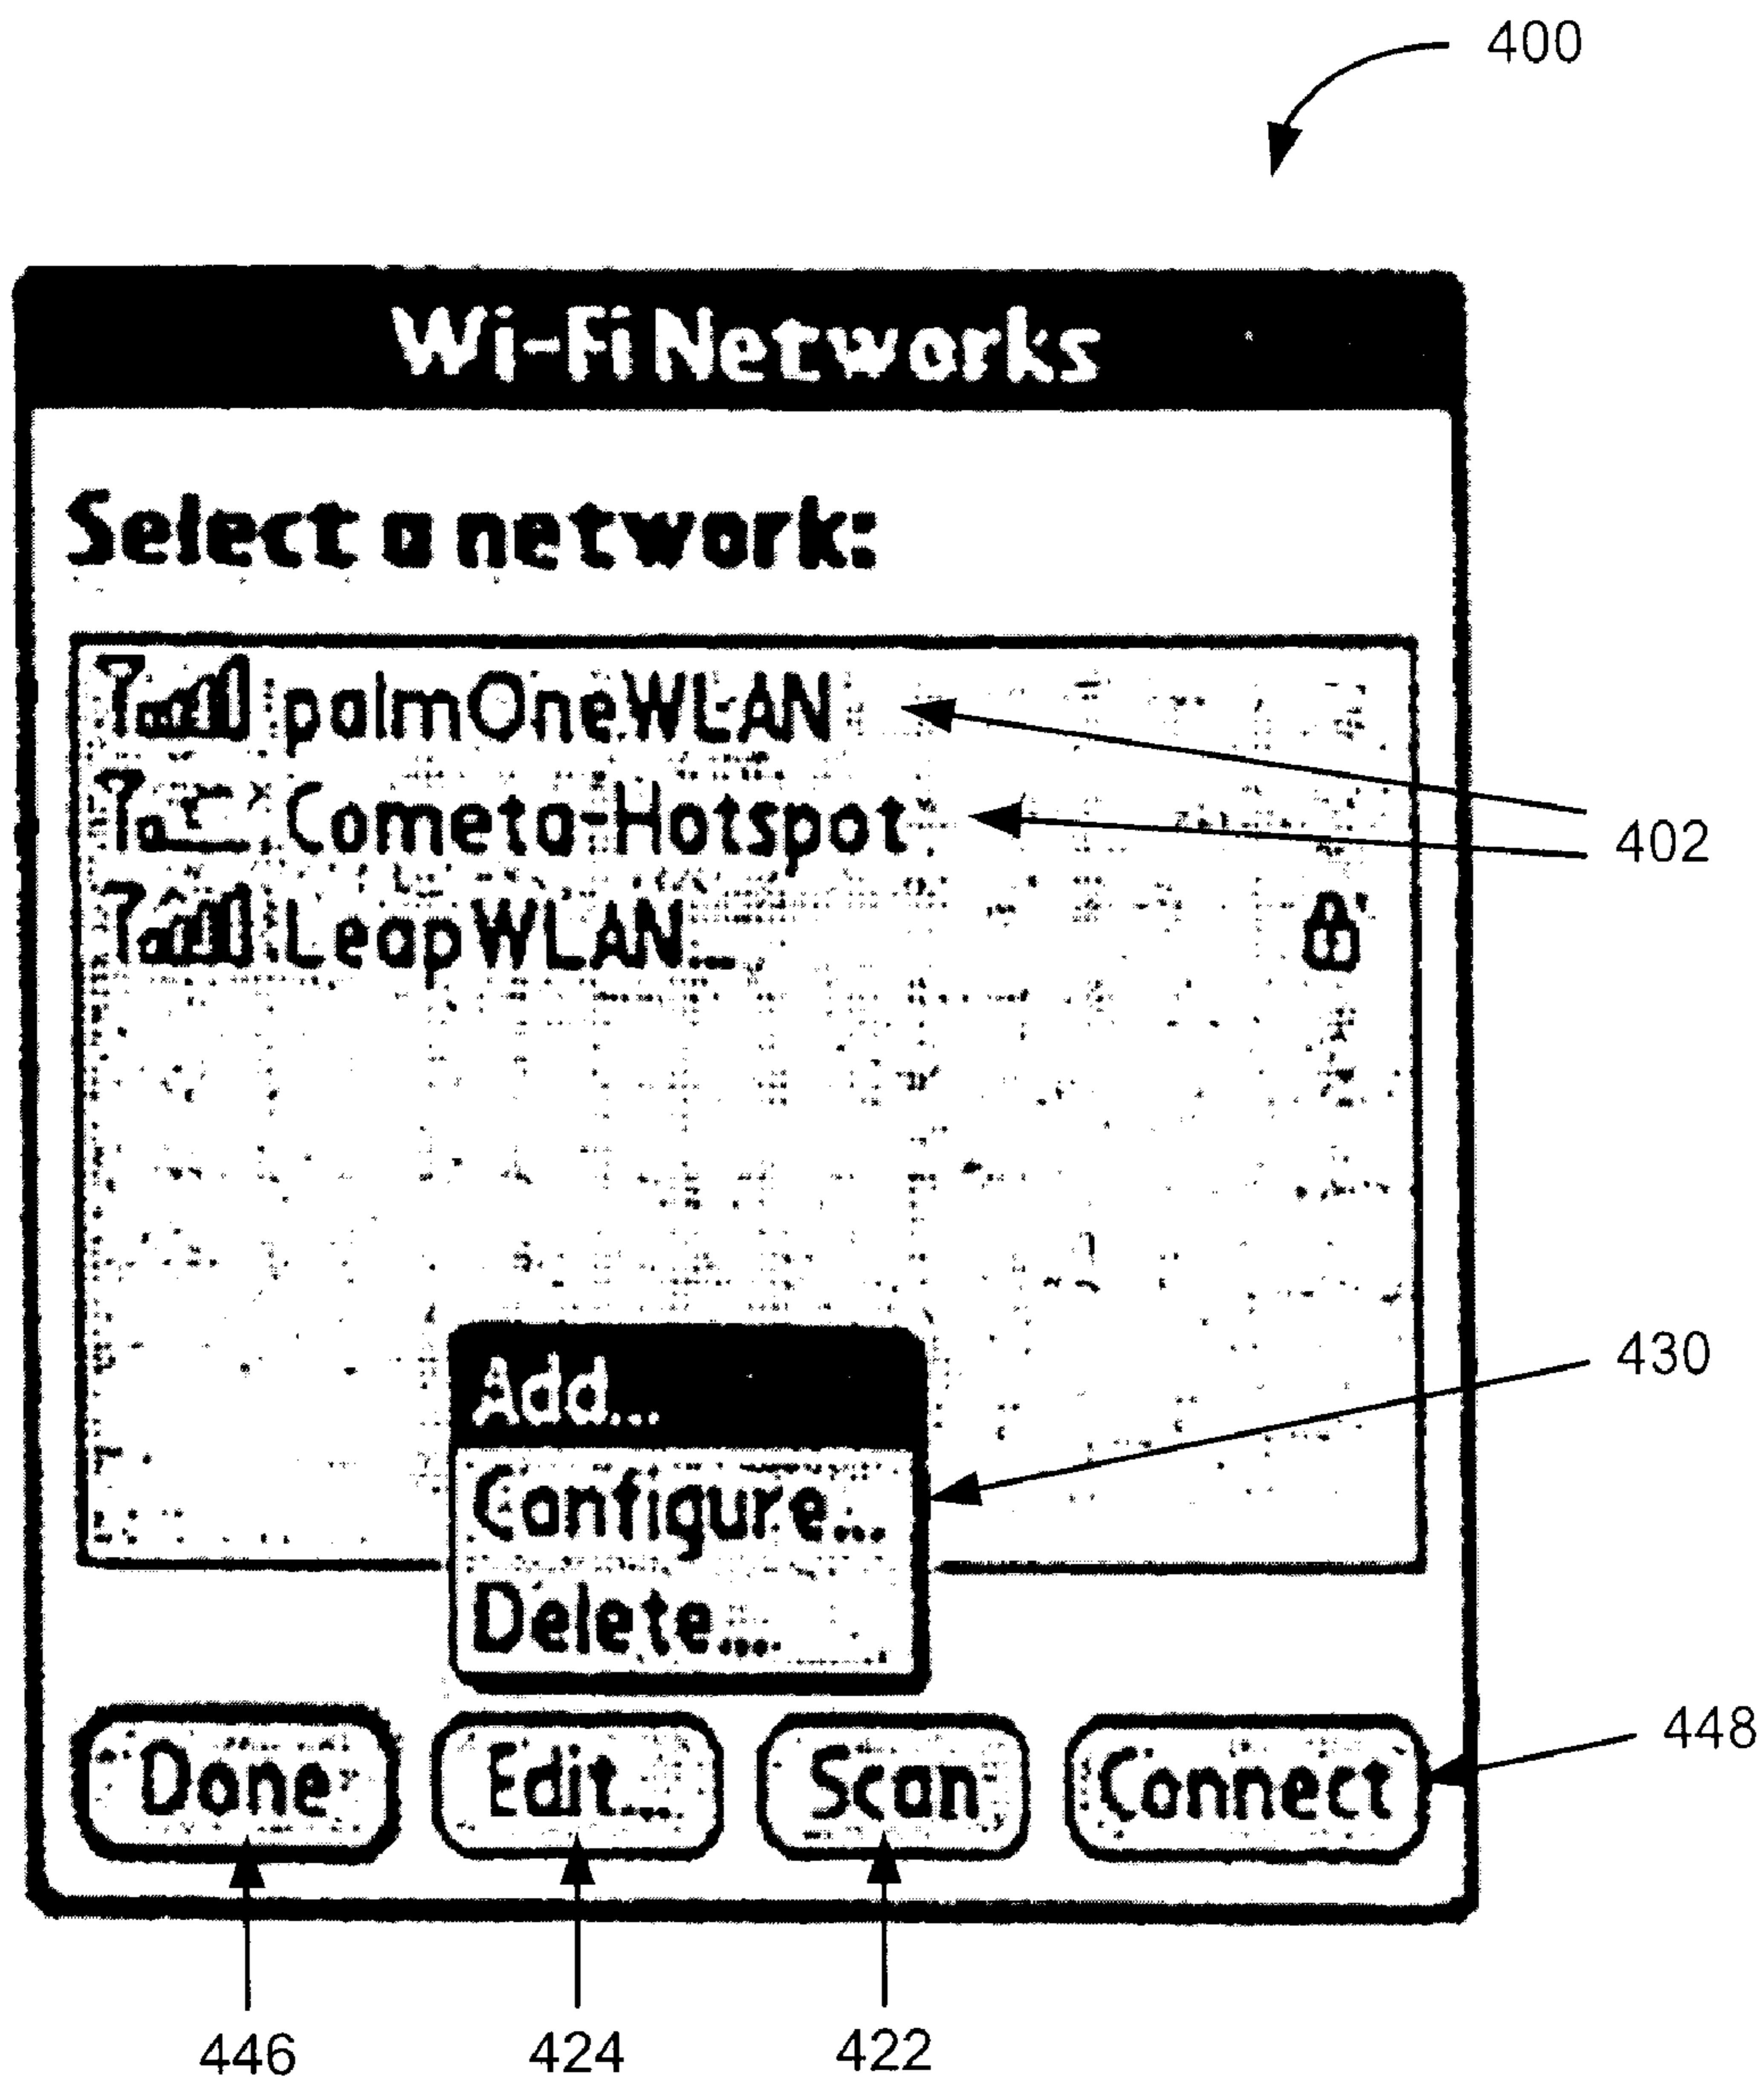 400
Wi-Fi Networks
Select a network:
palmOneWLAN
Cometa-Hotspot
402
LeapWLAN
Add...
430
Configure...
Delete...
448
Done Edit... Scan Connect
446 424 422